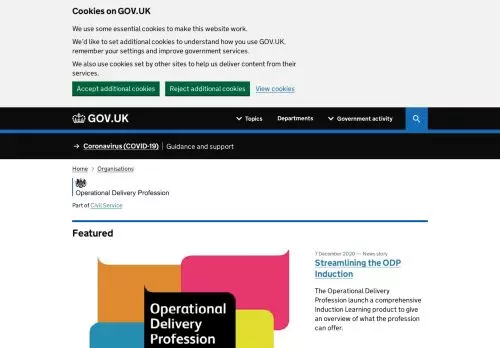 Cookies on GOV.UK
We use some essential cookies to make this website work.
We'd like to set additional cookies to understand how you use GOV.UK,
remember your settings and improve government services.
We also use cookies set by other sites to help us deliver content from their
services.
Accept additional cookies Reject additional cookies View cookies
GOV.UK Topics Departments Government activity
→ Coronavirus (COVID-19) Guidance and support
Home > Organisations
Operational Delivery Profession
Part of Civil Service
Featured
7 December 2020 — News story
Streamlining the ODP
Induction
The Operational Delivery
Profession launch a comprehensive
Induction Learning product to give
an overview of what the profession
can offer.
Operational
Delivery
Profession